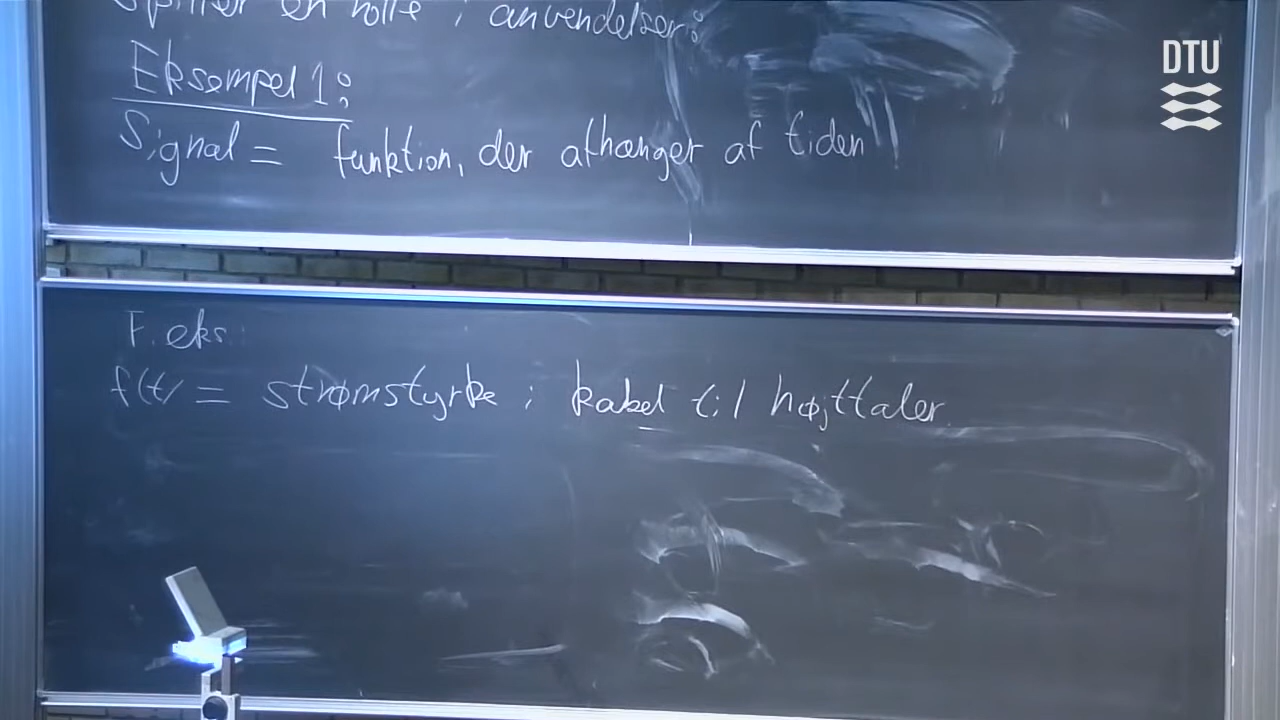 spiller en rolle i anvendelser:
DTU
Eksempel 1:
Signal = funktion, der afhænger af tiden
F. eks.
f(t) = strømstyrke i kabel til højttaler